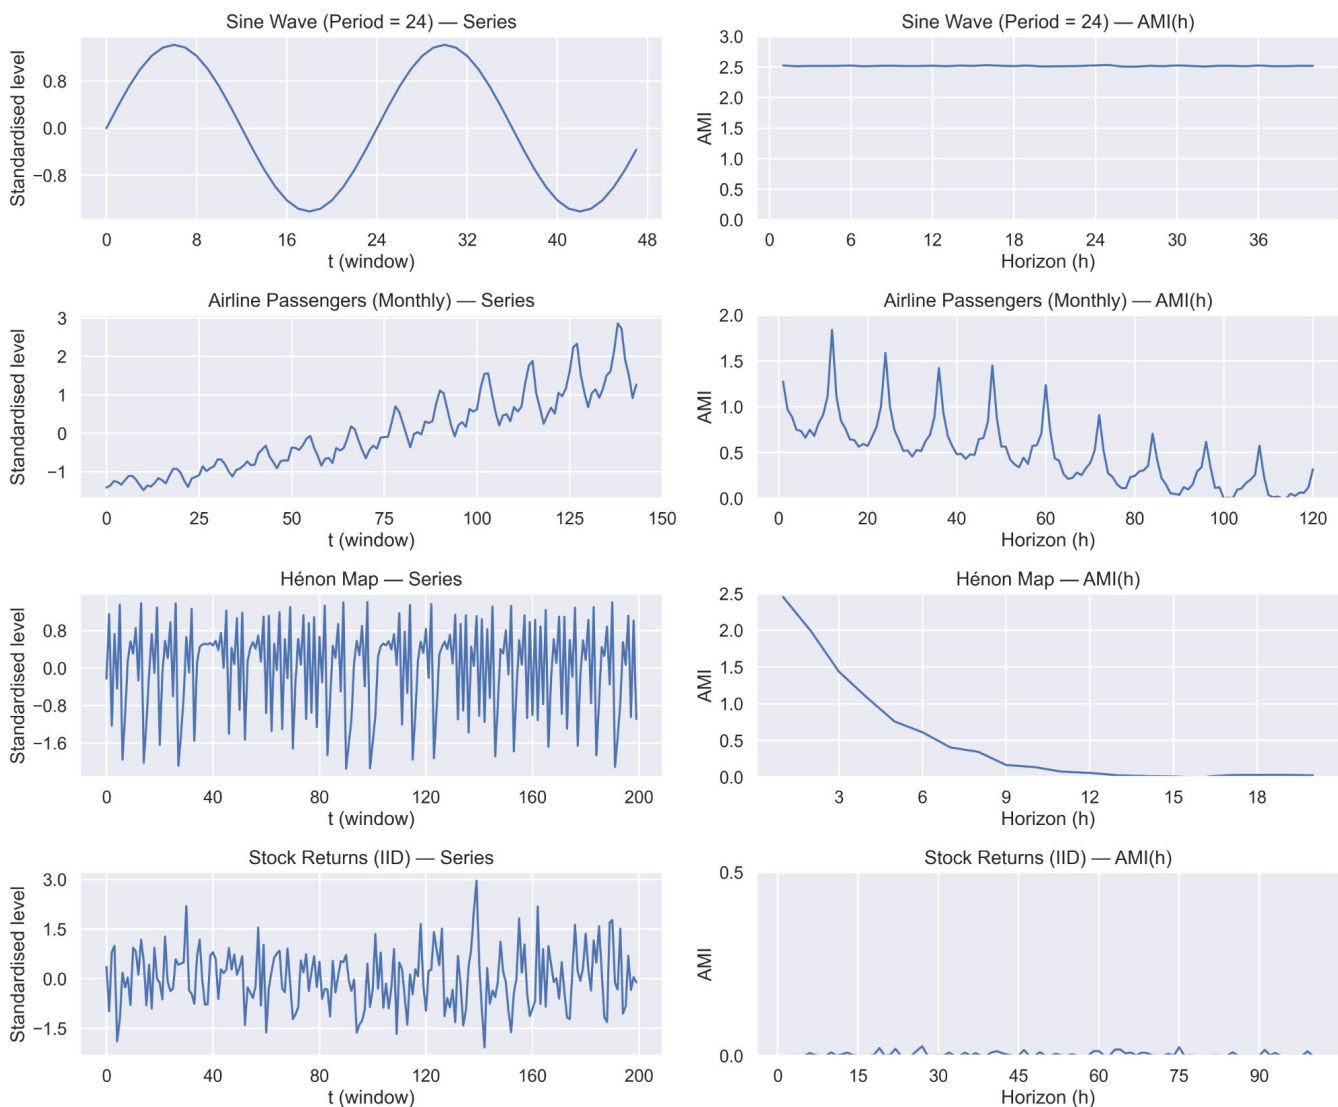 Sine Wave (Period = 24) — Series
Standardised level
0.8
0.0
−0.8
0 8 16 24 32 40 48
t (window)
Sine Wave (Period = 24) — AMI(h)
AMI
3.0
2.5
2.0
1.5
1.0
0.5
0.0
0 6 12 18 24 30 36
Horizon (h)
Airline Passengers (Monthly) — Series
Standardised level
3
2
1
0
−1
0 25 50 75 100 125 150
t (window)
Airline Passengers (Monthly) — AMI(h)
AMI
2.0
1.5
1.0
0.5
0.0
0 20 40 60 80 100 120
Horizon (h)
Hénon Map — Series
Standardised level
0.8
0.0
−0.8
−1.6
0 40 80 120 160 200
t (window)
Hénon Map — AMI(h)
AMI
2.5
2.0
1.5
1.0
0.5
0.0
3 6 9 12 15 18
Horizon (h)
Stock Returns (IID) — Series
Standardised level
3.0
1.5
0.0
−1.5
0 40 80 120 160 200
t (window)
Stock Returns (IID) — AMI(h)
AMI
0.5
0.0
0 15 30 45 60 75 90
Horizon (h)